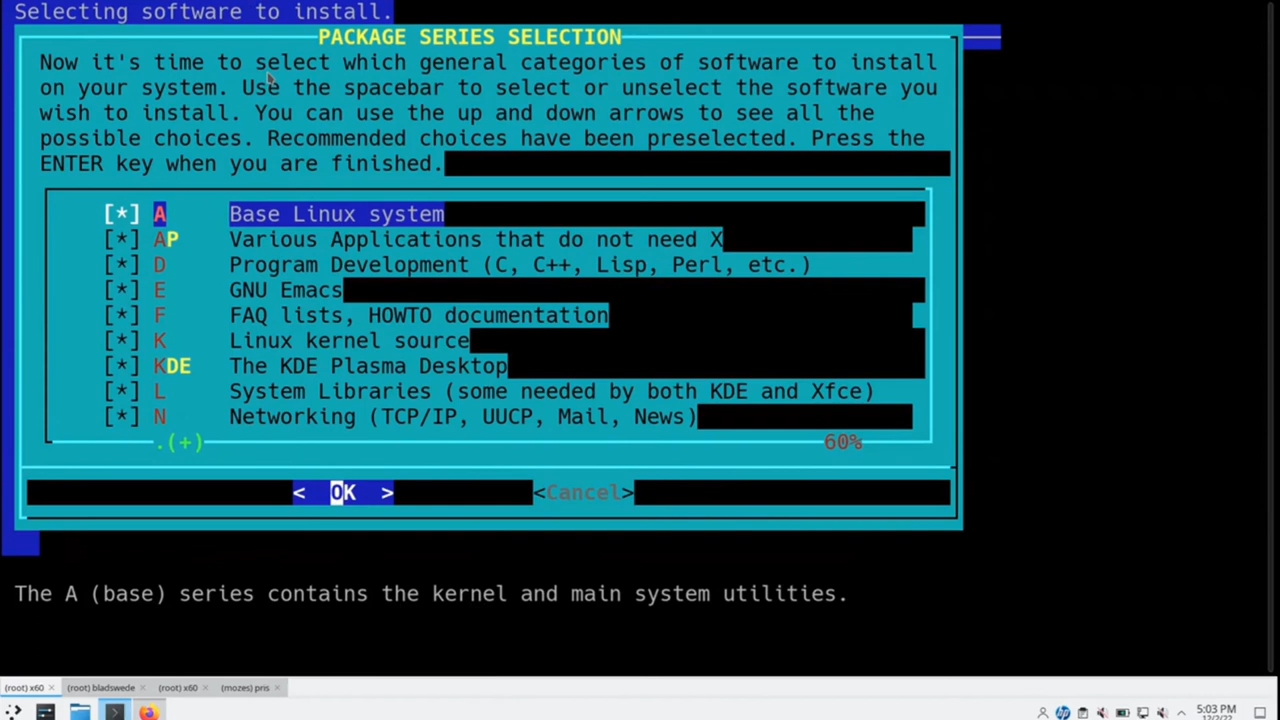 Selecting software to install.
PACKAGE SERIES SELECTION
Now it's time to select which general categories of software to install
on your system. Use the spacebar to select or unselect the software you
wish to install. You can use the up and down arrows to see all the
possible choices. Recommended choices have been preselected. Press the
ENTER key when you are finished.
[*] A Base Linux system
[*] AP Various Applications that do not need X
[*] D Program Development (C, C++, Lisp, Perl, etc.)
[*] E GNU Emacs
[*] F FAQ lists, HOWTO documentation
[*] K Linux kernel source
[*] KDE The KDE Plasma Desktop
[*] L System Libraries (some needed by both KDE and Xfce)
[*] N Networking (TCP/IP, UUCP, Mail, News)
.(+) 60%
< OK > <Cancel>
The A (base) series contains the kernel and main system utilities.
(root) x60 (root) bladswede (root) x60 (mozes) pris
5:03 PM
12/2/22